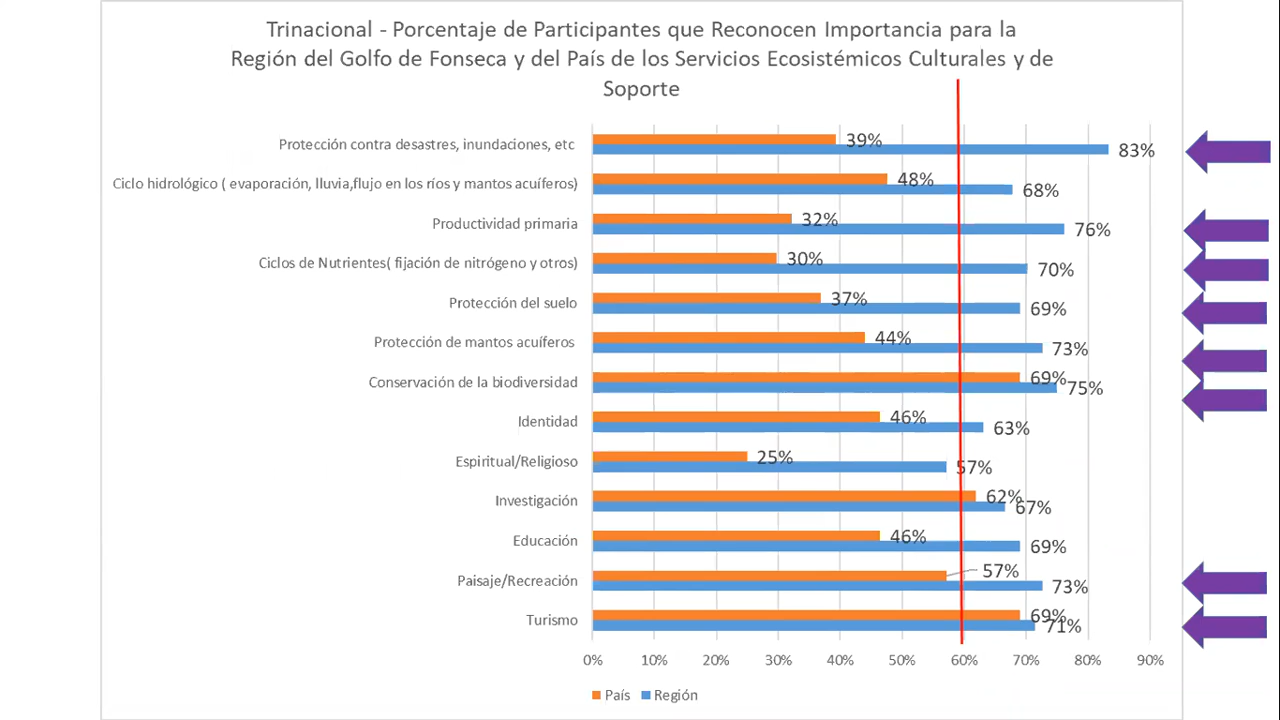 Trinacional - Porcentaje de Participantes que Reconocen Importancia para la
Región del Golfo de Fonseca y del País de los Servicios Ecosistémicos Culturales y de
Soporte
Protección contra desastres, inundaciones, etc
39%
83%
Ciclo hidrológico ( evaporación, lluvia,flujo en los ríos y mantos acuíferos)
48%
68%
Productividad primaria
32%
76%
Ciclos de Nutrientes( fijación de nitrógeno y otros)
30%
70%
Protección del suelo
37%
69%
Protección de mantos acuíferos
44%
73%
Conservación de la biodiversidad
69%
75%
Identidad
46%
63%
Espiritual/Religioso
25%
57%
Investigación
62%
67%
Educación
46%
69%
Paisaje/Recreación
57%
73%
Turismo
69%
71%
0% 10% 20% 30% 40% 50% 60% 70% 80% 90%
País Región